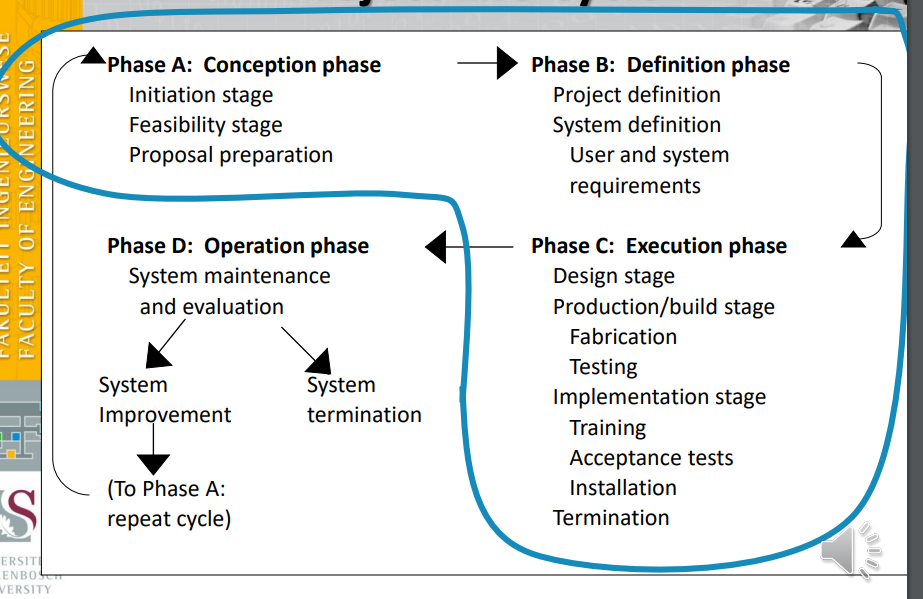 FAKULTEIT INGENIEURSWESE
FACULTY OF ENGINEERING
Phase A: Conception phase
Initiation stage
Feasibility stage
Proposal preparation
Phase B: Definition phase
Project definition
System definition
User and system
requirements
Phase C: Execution phase
Design stage
Production/build stage
Fabrication
Testing
Implementation stage
Training
Acceptance tests
Installation
Termination
Phase D: Operation phase
System maintenance
and evaluation
System
Improvement
System
termination
(To Phase A:
repeat cycle)